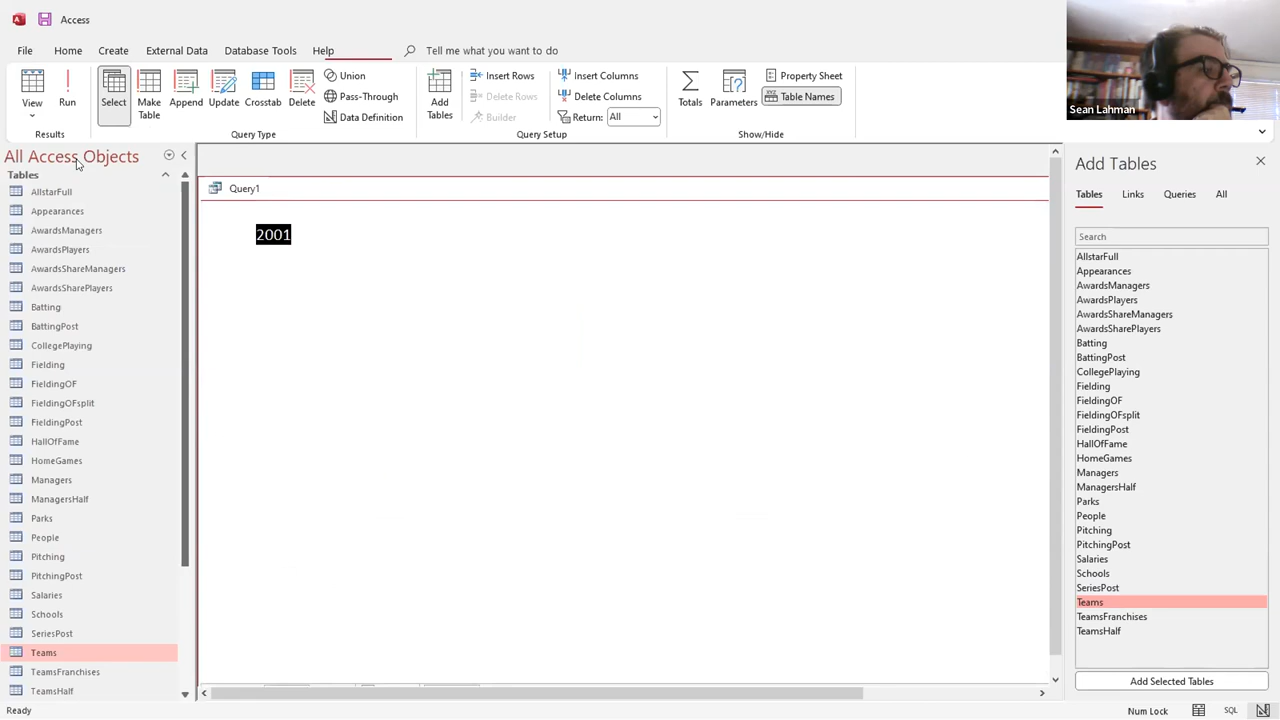 Access
File Home Create External Data Database Tools Help Tell me what you want to do
View Run Select Make Table Append Update Crosstab Delete
Union
Pass-Through
Data Definition
Add Tables
Insert Rows
Delete Rows
Builder
Insert Columns
Delete Columns
Return: All
Totals Parameters
Property Sheet
Table Names
Results Query Type Query Setup Show/Hide
Sean Lahman
All Access Objects
Tables
AllstarFull
Appearances
AwardsManagers
AwardsPlayers
AwardsShareManagers
AwardsSharePlayers
Batting
BattingPost
CollegePlaying
Fielding
FieldingOF
FieldingOFsplit
FieldingPost
HallOfFame
HomeGames
Managers
ManagersHalf
Parks
People
Pitching
PitchingPost
Salaries
Schools
SeriesPost
Teams
TeamsFranchises
TeamsHalf
Query1
2001
Add Tables
Tables Links Queries All
Search
AllstarFull
Appearances
AwardsManagers
AwardsPlayers
AwardsShareManagers
AwardsSharePlayers
Batting
BattingPost
CollegePlaying
Fielding
FieldingOF
FieldingOFsplit
FieldingPost
HallOfFame
HomeGames
Managers
ManagersHalf
Parks
People
Pitching
PitchingPost
Salaries
Schools
SeriesPost
Teams
TeamsFranchises
TeamsHalf
Add Selected Tables
Ready
Num Lock SQL